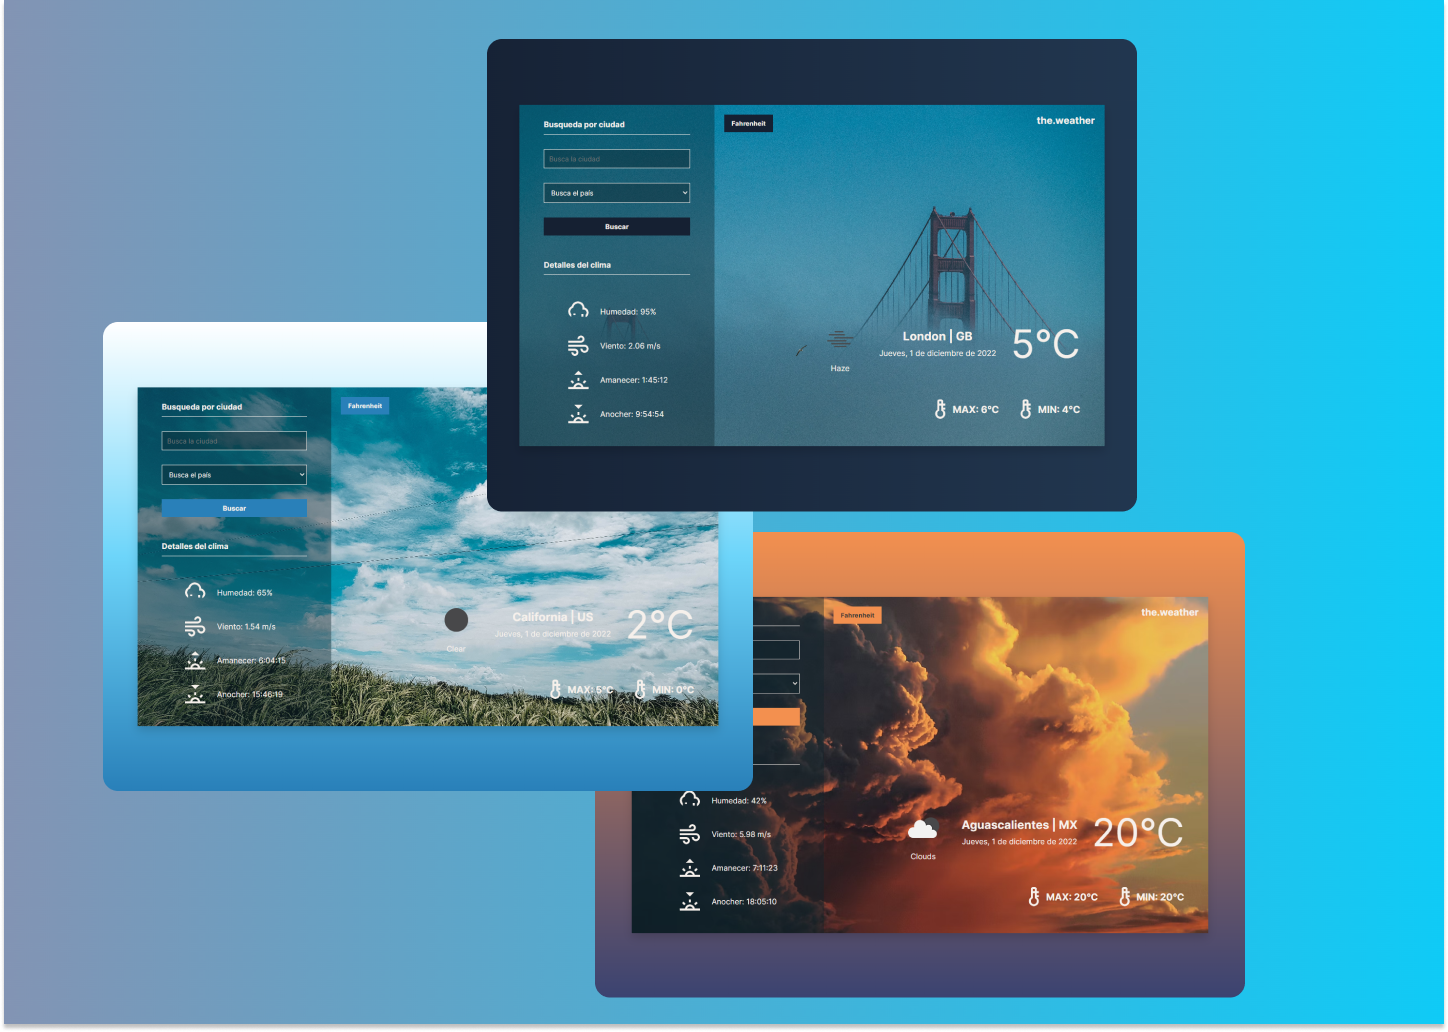 Busqueda por ciudad
Busca la ciudad
Busca el país
Buscar
Detalles del clima
Humedad: 95%
Viento: 2.06 m/s
Amanecer: 1:45:12
Anocher: 9:54:54
Fahrenheit
the.weather
Haze
London | GB
Jueves, 1 de diciembre de 2022
5°C
MAX: 6°C
MIN: 4°C
Busqueda por ciudad
Busca la ciudad
Busca el país
Buscar
Detalles del clima
Humedad: 65%
Viento: 1.54 m/s
Amanecer: 6:04:15
Anocher: 15:46:19
Fahrenheit
Clear
California | US
Jueves, 1 de diciembre de 2022
2°C
MAX: 5°C
MIN: 0°C
Humedad: 42%
Viento: 5.98 m/s
Amanecer: 7:11:23
Anocher: 18:05:10
Fahrenheit
the.weather
Clouds
Aguascalientes | MX
Jueves, 1 de diciembre de 2022
20°C
MAX: 20°C
MIN: 20°C